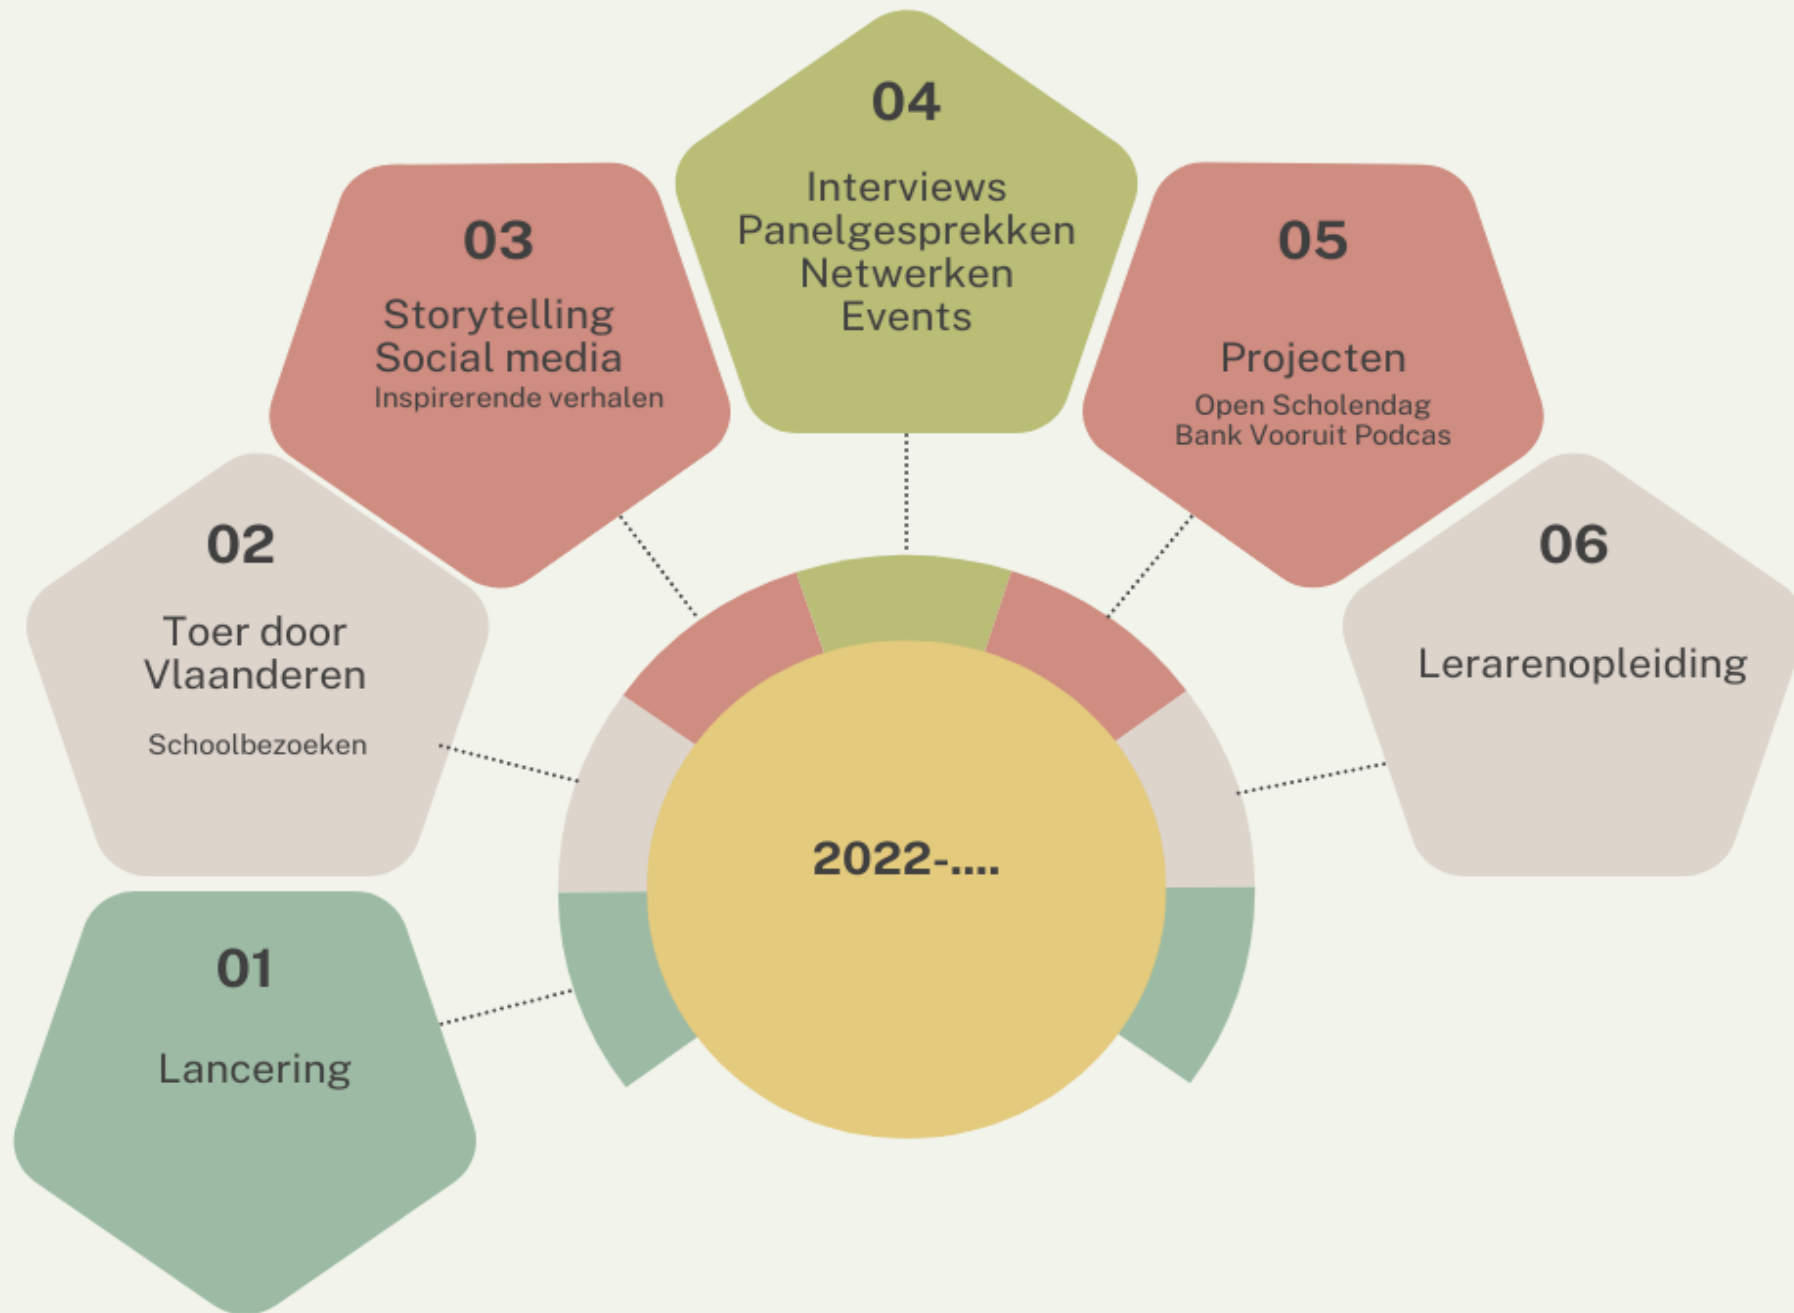 01
Lancering
02
Toer door
Vlaanderen
Schoolbezoeken
03
Storytelling
Social media
Inspirerende verhalen
04
Interviews
Panelgesprekken
Netwerken
Events
05
Projecten
Open Scholendag
Bank Vooruit Podcas
06
Lerarenopleiding
2022-....